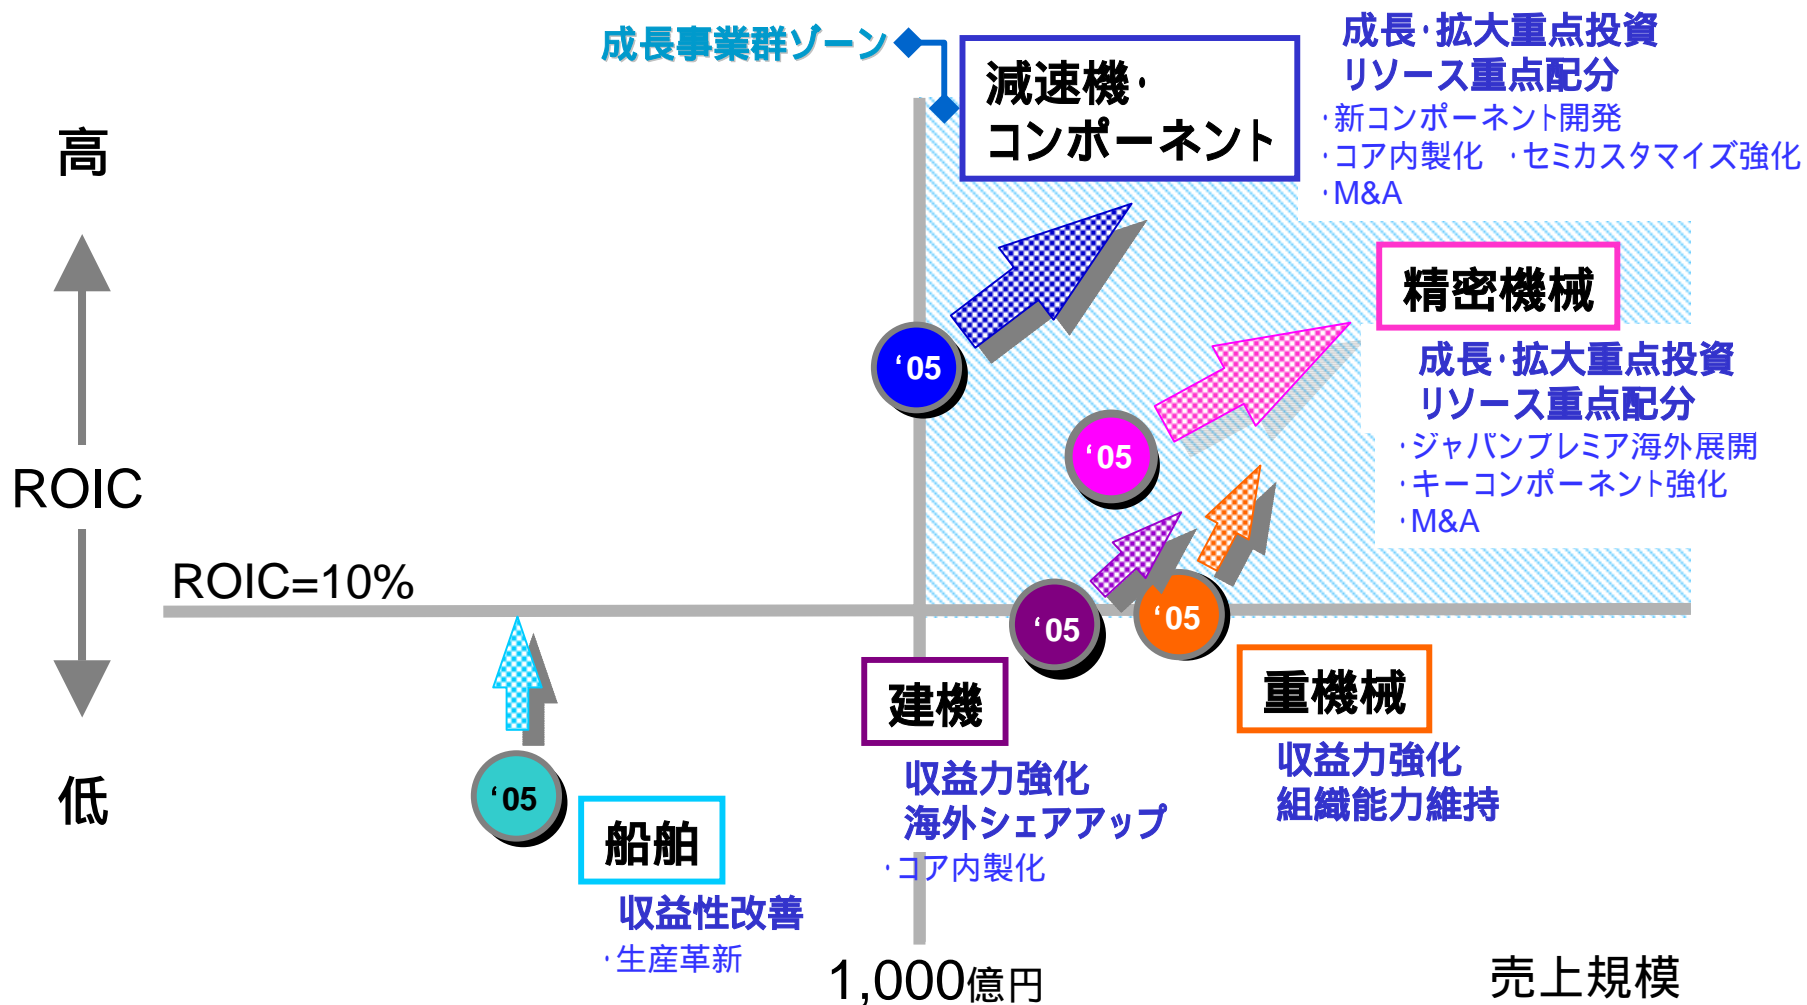 成長事業群ゾーン
減速機・
コンポーネント
成長・拡大重点投資
リソース重点配分
・新コンポーネント開発
・コア内製化 ・セミカスタマイズ強化
・M&A
高
ROIC
低
ROIC=10%
精密機械
成長・拡大重点投資
リソース重点配分
・ジャパンプレミア海外展開
・キーコンポーネント強化
・M&A
‘05
‘05
‘05
‘05
‘05
建機
収益力強化
海外シェアアップ
・コア内製化
重機械
収益力強化
組織能力維持
船舶
収益性改善
・生産革新
1,000億円
売上規模